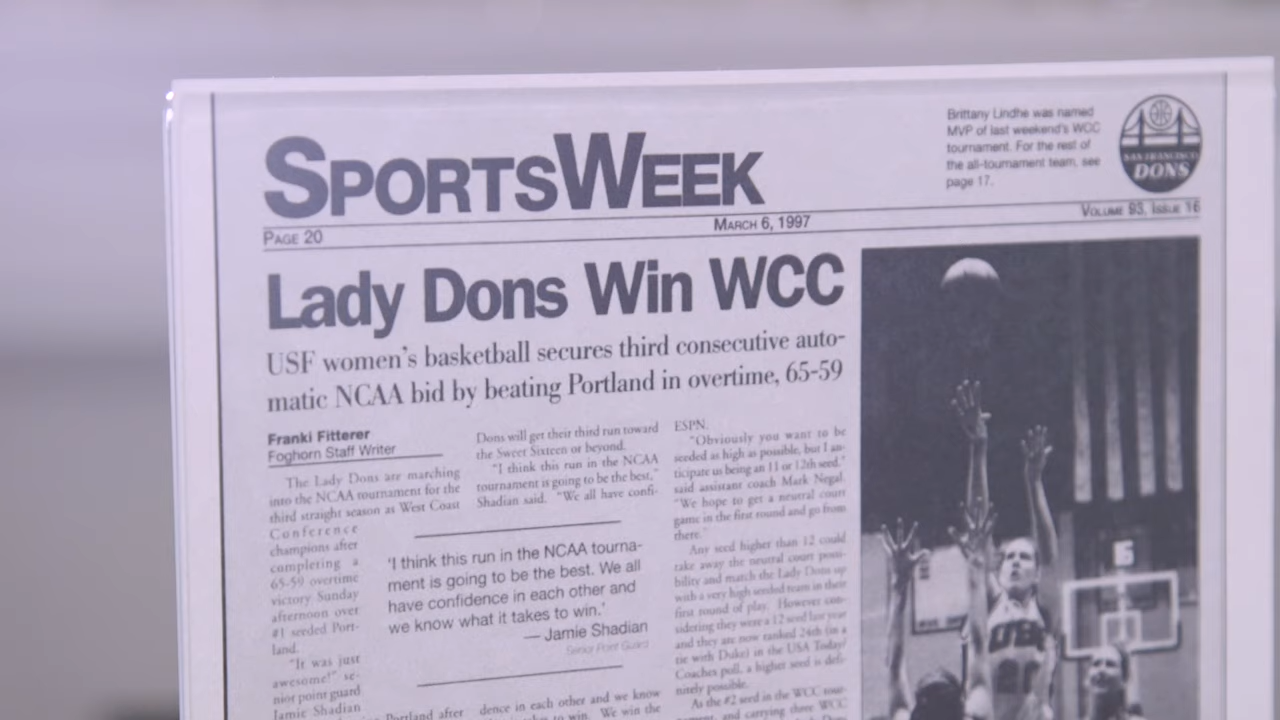 SPORTSWEEK
Brittany Lindhe was named
MVP of last weekend's WCC
tournament. For the rest of
the all-tournament team, see
page 17.
SAN FRANCISCO
DONS
PAGE 20
MARCH 6, 1997
VOLUME 93, ISSUE 16
Lady Dons Win WCC
USF women's basketball secures third consecutive auto-
matic NCAA bid by beating Portland in overtime, 65-59
Franki Fitterer
Foghorn Staff Writer
The Lady Dons are marching
into the NCAA tournament for the
third straight season as West Coast
Conference
champions after
completing a
65-59 overtime
victory Sunday
afternoon over
#1 seeded Port-
land.
"It was just
awesome!" se-
nior point guard
Jamie Shadian
Portland after
Dons will get their third run toward
the Sweet Sixteen or beyond.
"I think this run in the NCAA
tournament is going to be the best,"
Shadian said. "We all have confi-
'I think this run in the NCAA tourna-
ment is going to be the best. We all
have confidence in each other and
we know what it takes to win.'
— Jamie Shadian
Senior Point Guard
dence in each other and we know
to win. We win the
ESPN.
"Obviously you want to be
seeded as high as possible, but I an-
ticipate us being an 11 or 12th seed,"
said assistant coach Mark Negal.
"We hope to get a neutral court
game in the first round and go from
there."
Any seed higher than 12 could
take away the neutral court possi-
bility and match the Lady Dons up
with a very high seeded team in their
first round of play. However con-
sidering they were a 12 seed last year
and they are now ranked 24th (in a
tie with Duke) in the USA Today/
Coaches poll, a higher seed is defi-
nitely possible.
As the #2 seed in the WCC tour-
nament, and carrying three WCC